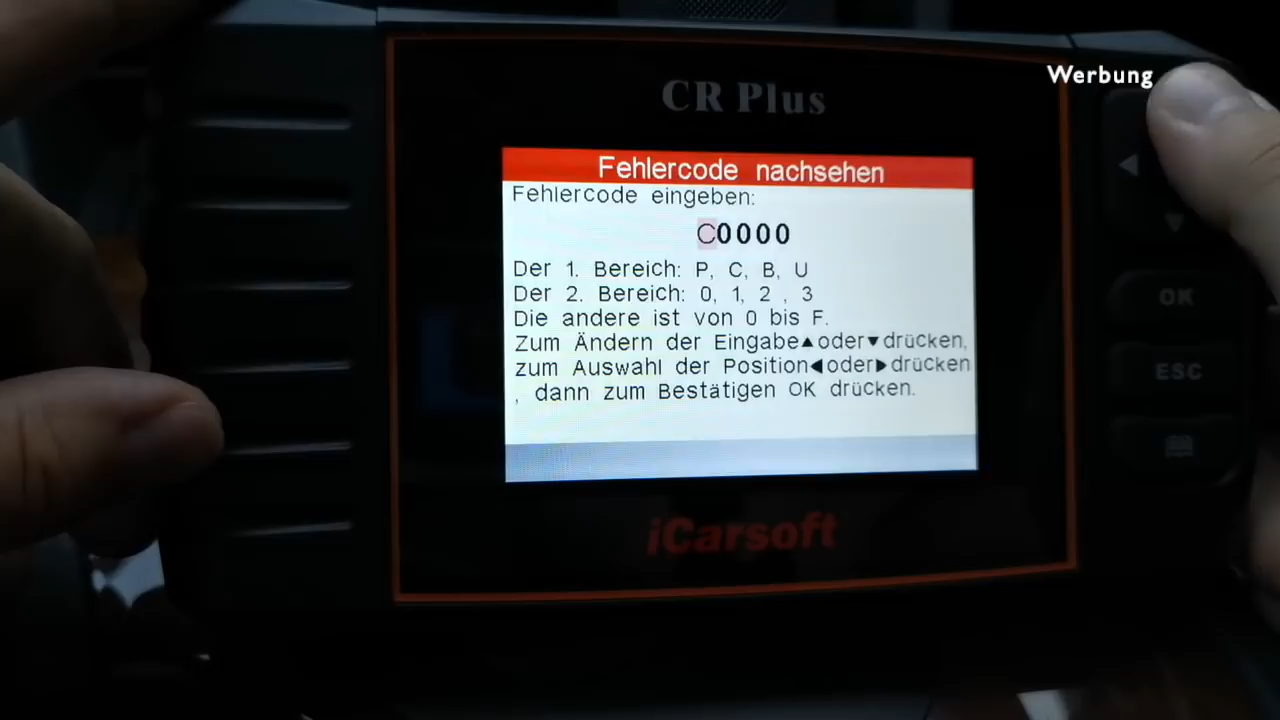 Werbung
CR Plus
Fehlercode nachsehen
Fehlercode eingeben:
C0000
Der 1. Bereich: P, C, B, U
Der 2. Bereich: 0, 1, 2 , 3
Die andere ist von 0 bis F.
Zum Ändern der Eingabe▲oder▼drücken,
zum Auswahl der Position◀oder▶drücken
, dann zum Bestätigen OK drücken.
OK
ESC
iCarsoft